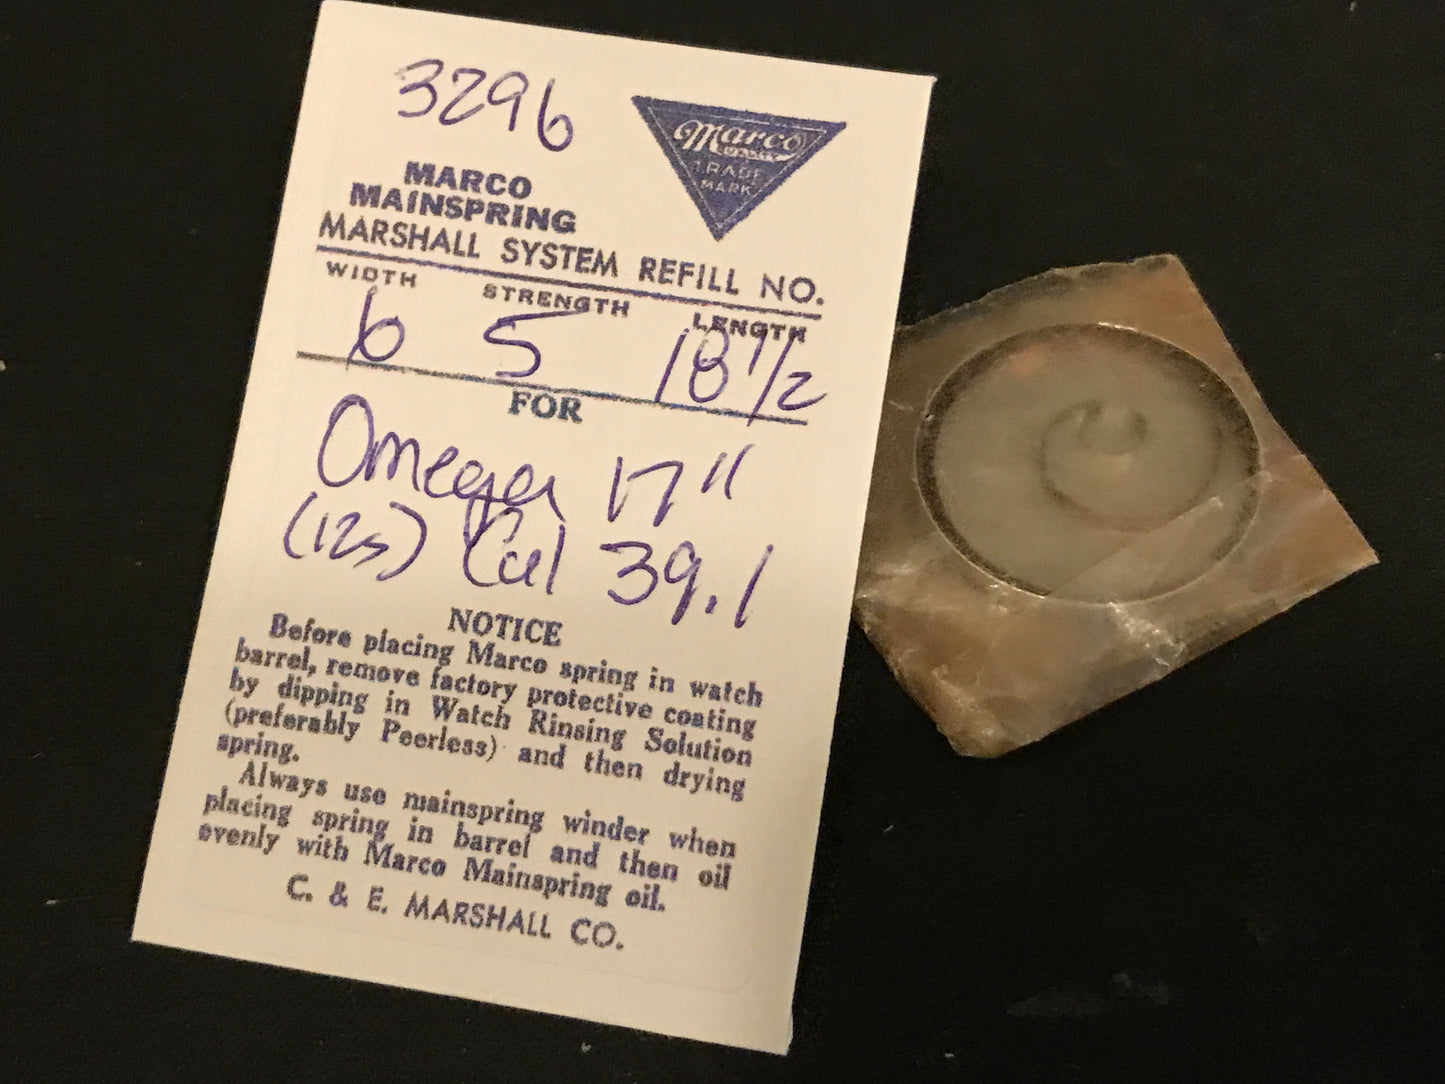 3296
Marco
TRADE
MARK
MARCO
MAINSPRING
MARSHALL SYSTEM REFILL NO.
WIDTH STRENGTH LENGTH
6 5 18 1/2
FOR
Omega 17"
(12s) Cal 39.1
NOTICE
Before placing Marco spring in watch
barrel, remove factory protective coating
by dipping in Watch Rinsing Solution
(preferably Peerless) and then drying
spring.
Always use mainspring winder when
placing spring in barrel and then oil
evenly with Marco Mainspring oil.
C. & E. MARSHALL CO.